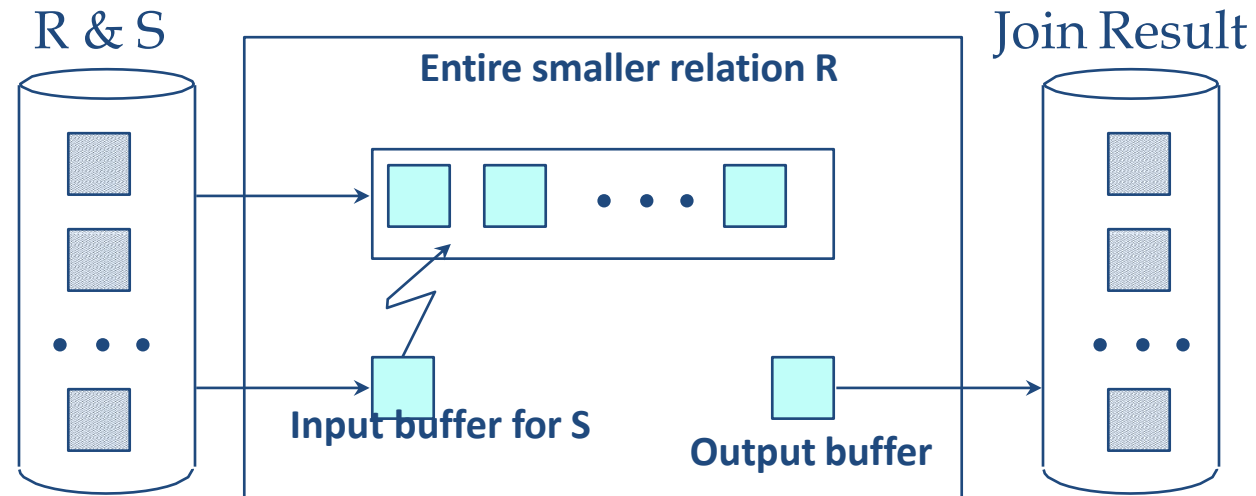 R & S
Join Result
Entire smaller relation R
Input buffer for S
Output buffer